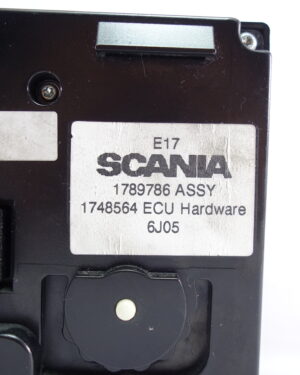 E17
SCANIA
1789786 ASSY
1748564 ECU Hardware
6J05